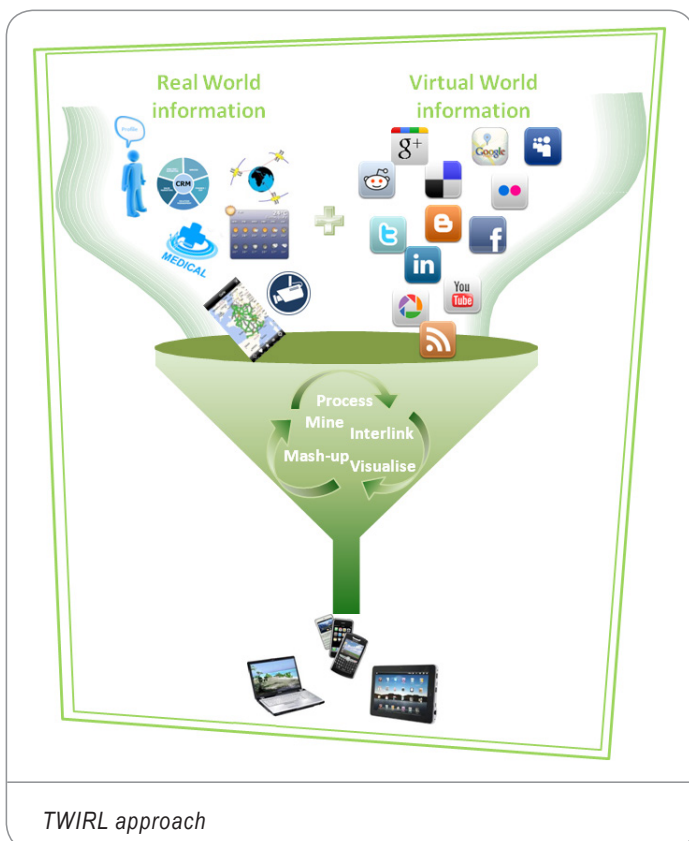 Real World
information
Virtual World
information
Profile
CRM
MEDICAL
g+
Google
in
You
Tube
Process
Mine
Interlink
Mash-up
Visualise
TWIRL approach